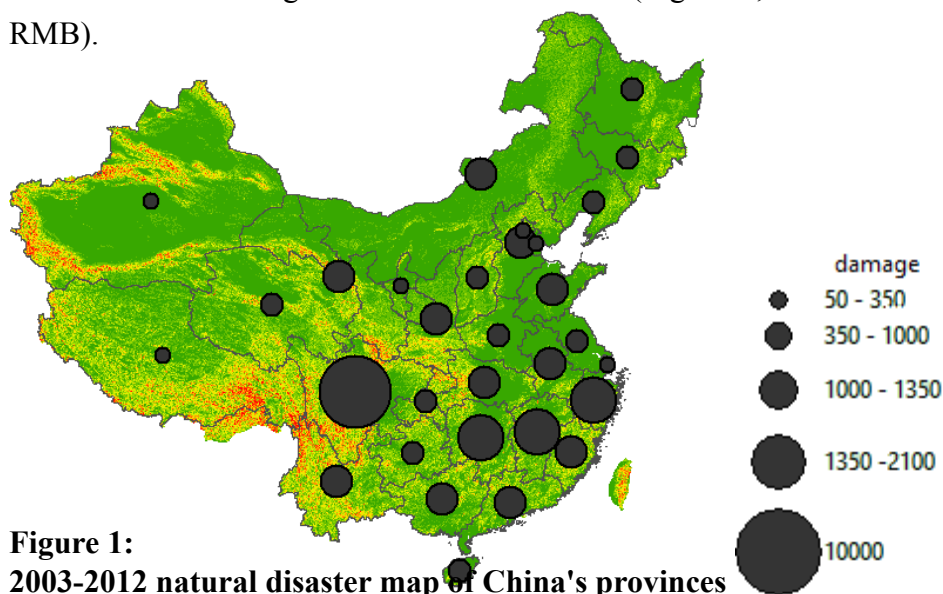 RMB).
damage
50 - 350
350 - 1000
1000 - 1350
1350 -2100
10000
Figure 1:
2003-2012 natural disaster map of China's provinces